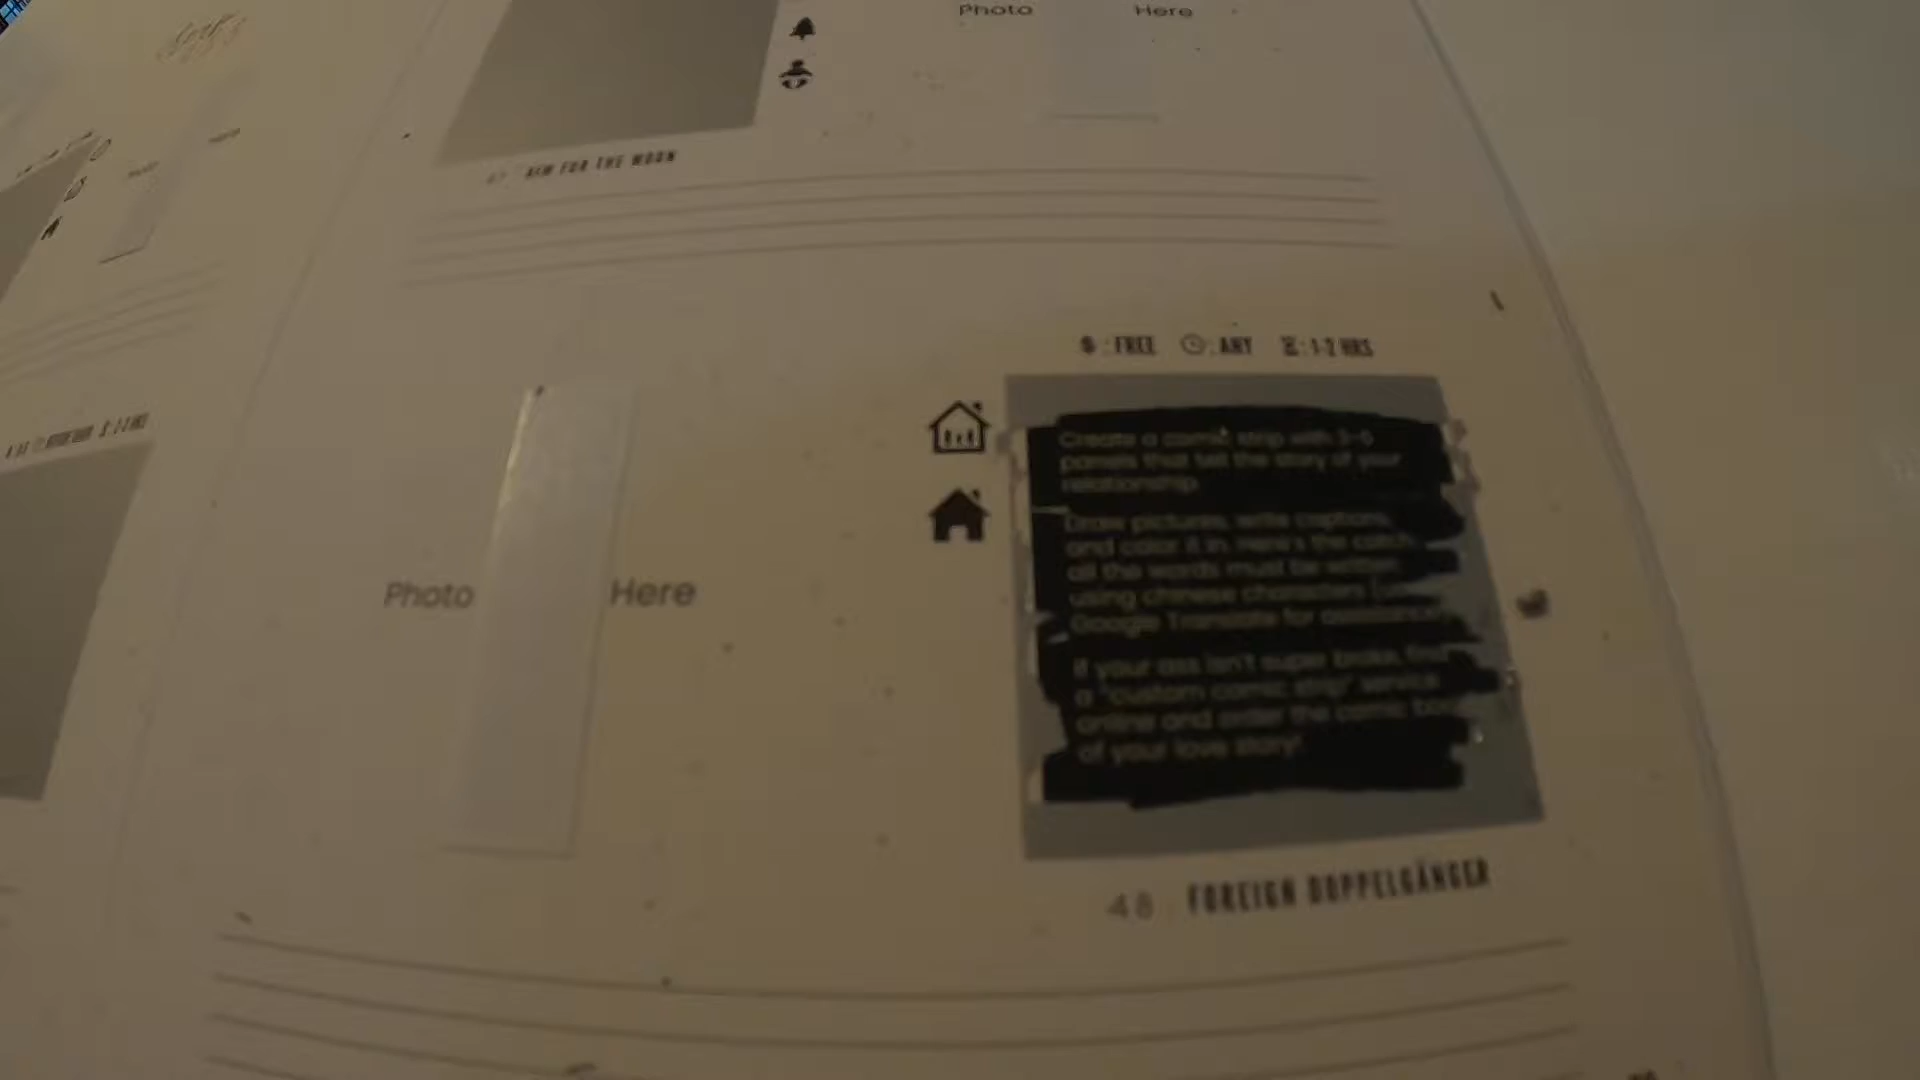 Photo Here
AIM FOR THE MOON
: FREE : ANY : 1-2 HRS
Create a comic strip with 3-6
panels that tell the story of your
relationship.
Draw pictures, write captions,
and color it in. Here's the catch,
all the words must be written
using chinese characters
Google Translate for
If your ass isn't super broke, find
a "custom comic strip" service
online and order the comic book
of your love story!
Photo Here
48 FOREIGN DOPPELGÄNGER